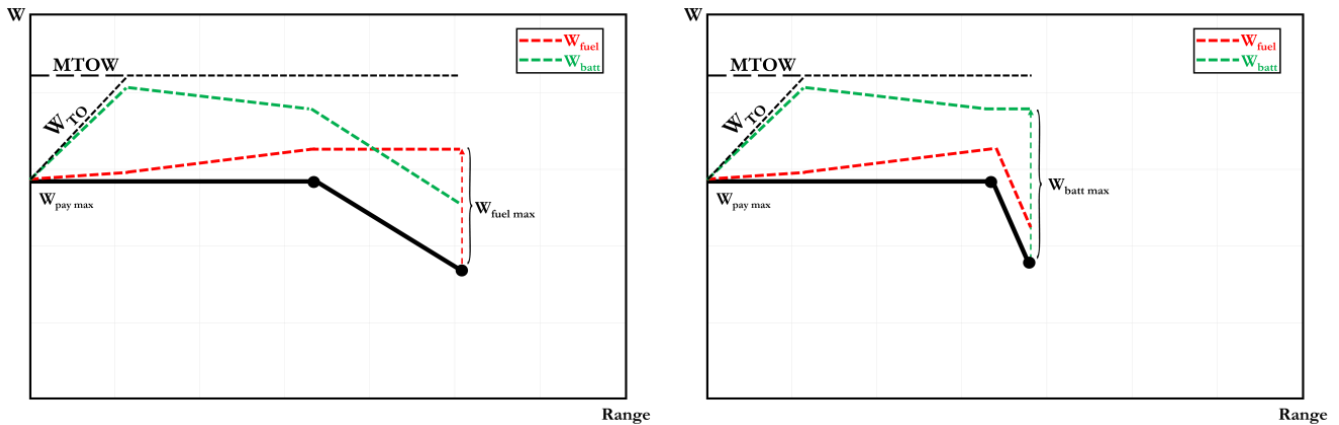 W
W_fuel
W_batt
MTOW
W_TO
W_pay max
W_fuel max
Range
W
W_fuel
W_batt
MTOW
W_TO
W_pay max
W_batt max
Range